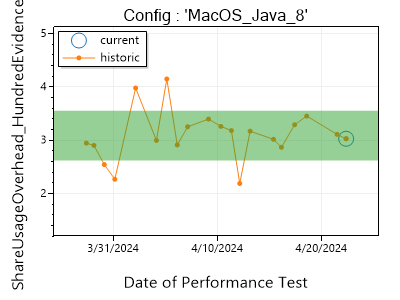 Config : 'MacOS_Java_8'
ShareUsageOverhead_HundredEvidence
5
4
3
2
current
historic
3/31/2024
4/10/2024
4/20/2024
Date of Performance Test